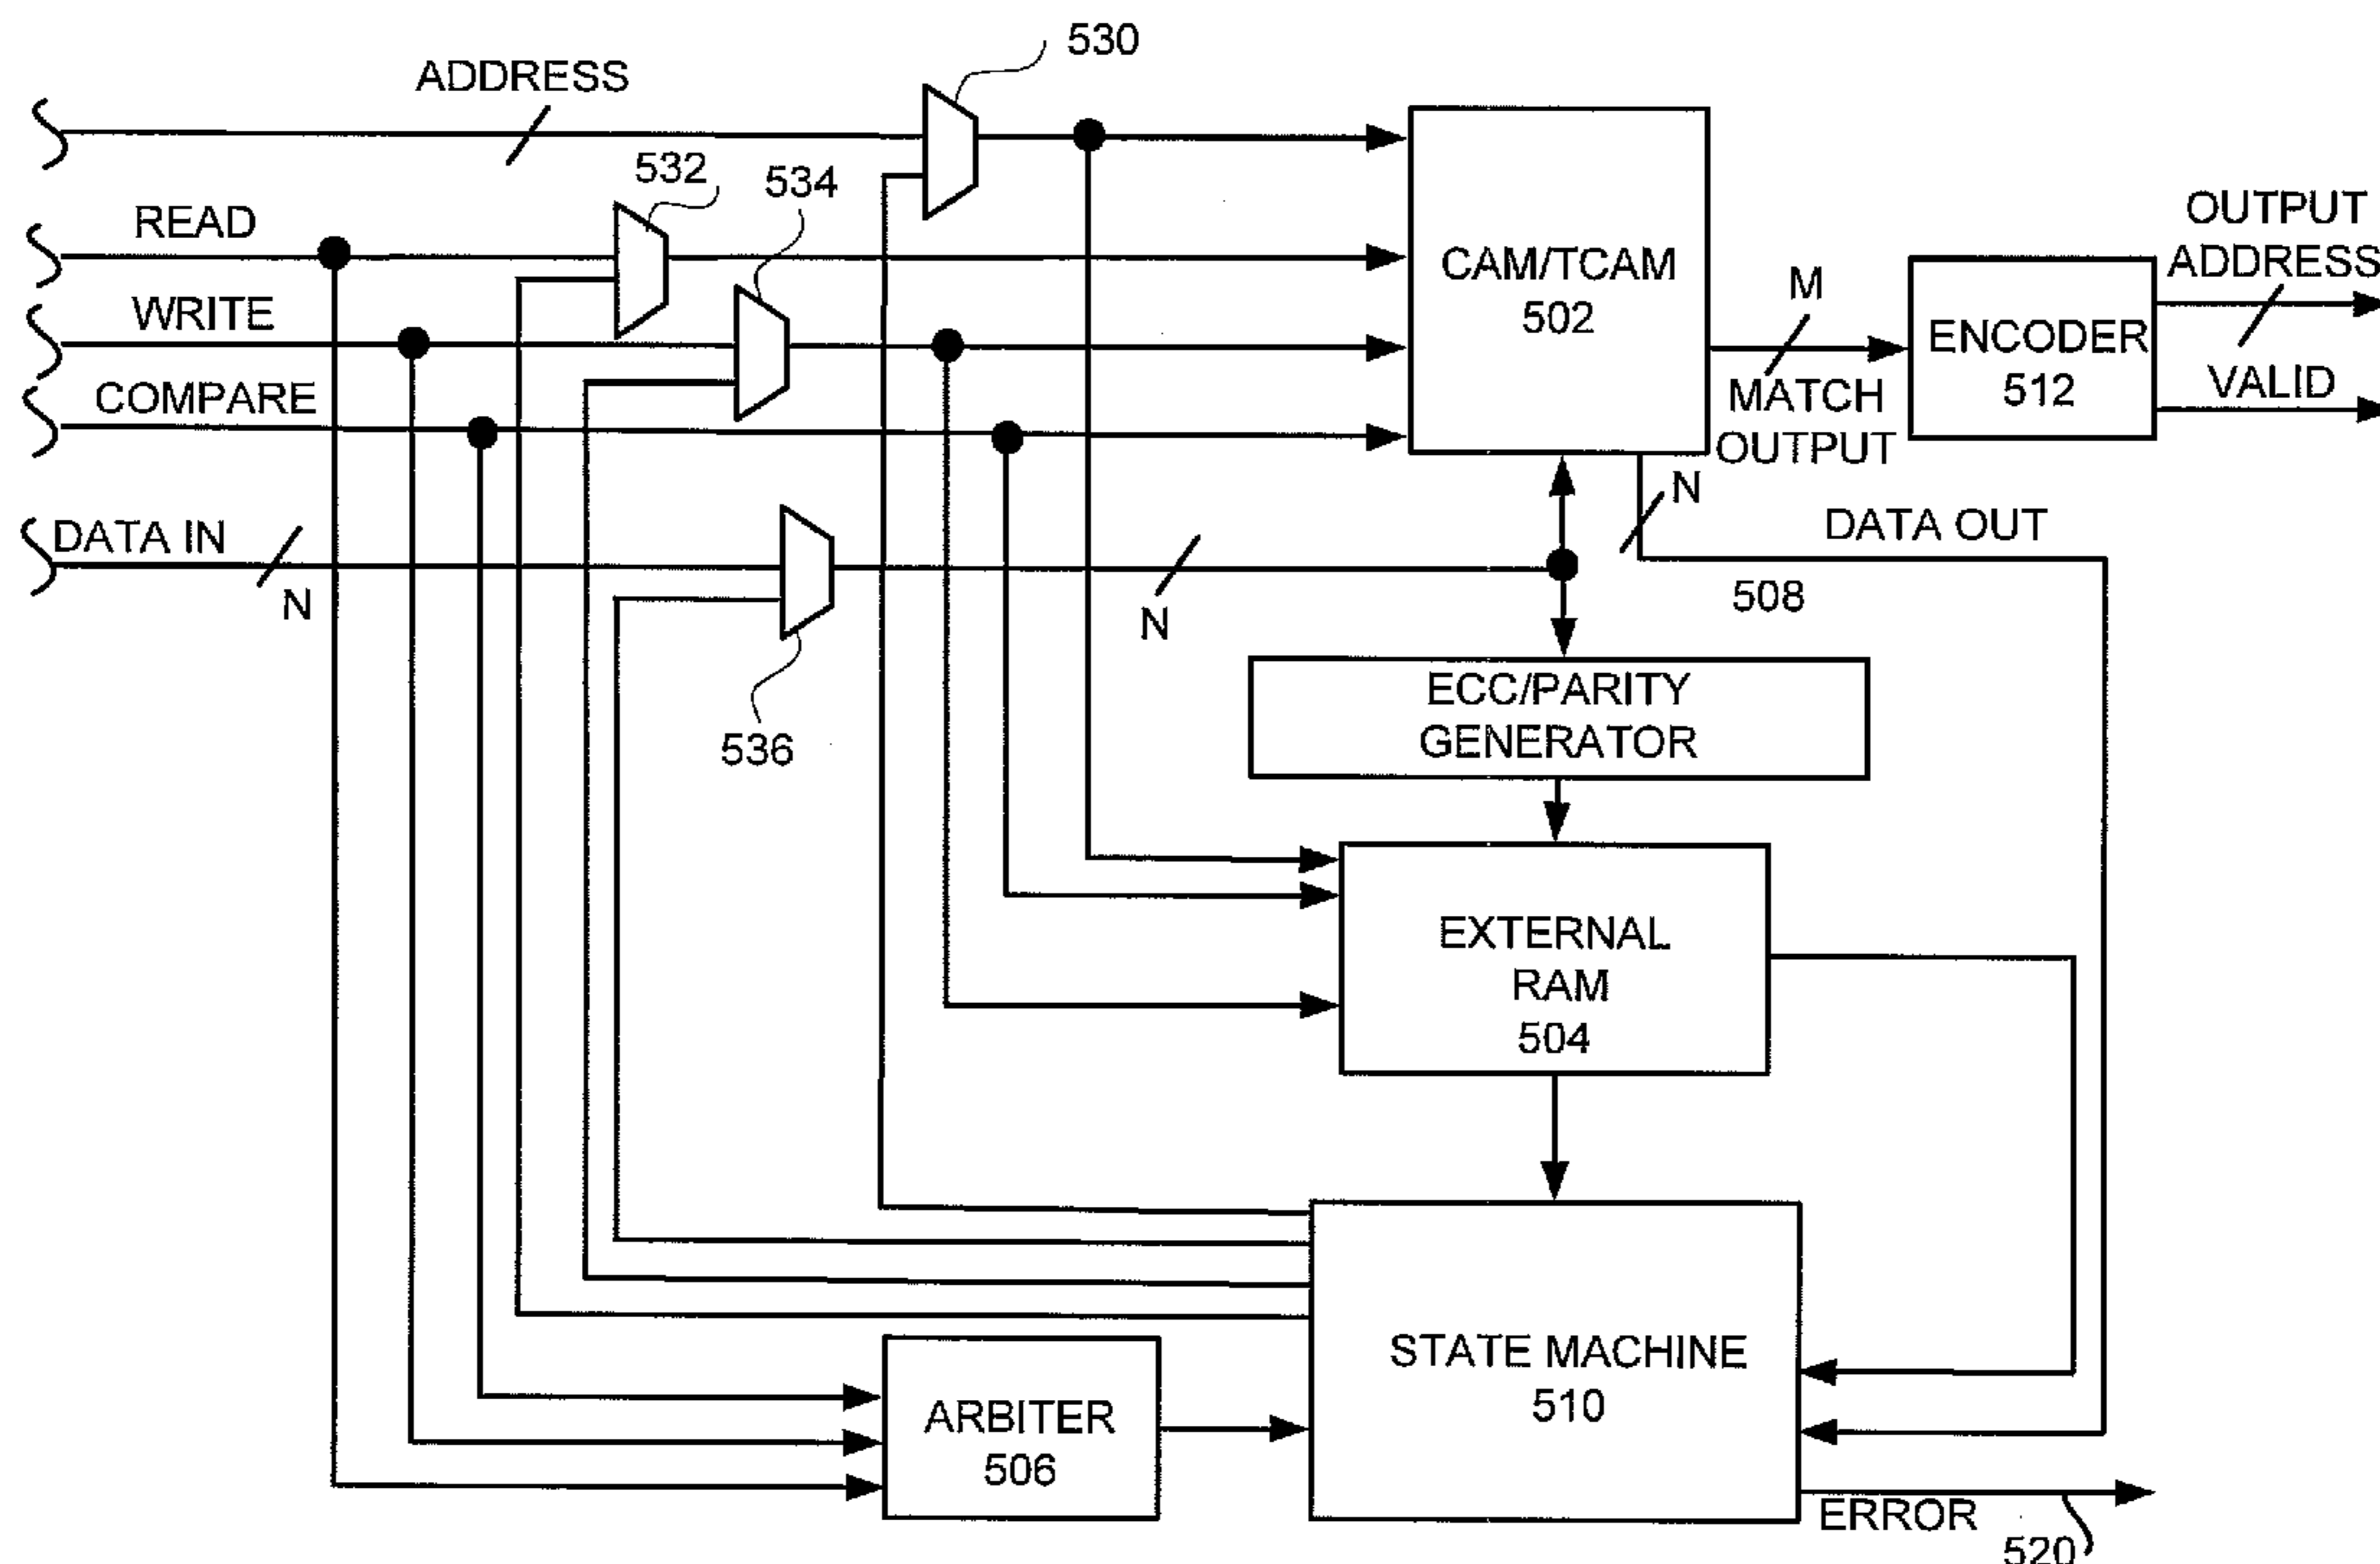 530
ADDRESS
532
534
READ
OUTPUT
ADDRESS
CAM/TCAM
502
M
WRITE
ENCODER
512
COMPARE
MATCH
OUTPUT
VALID
N
DATA IN
DATA OUT
N
N
508
536
ECC/PARITY
GENERATOR
EXTERNAL
RAM
504
STATE MACHINE
510
ARBITER
506
ERROR
520